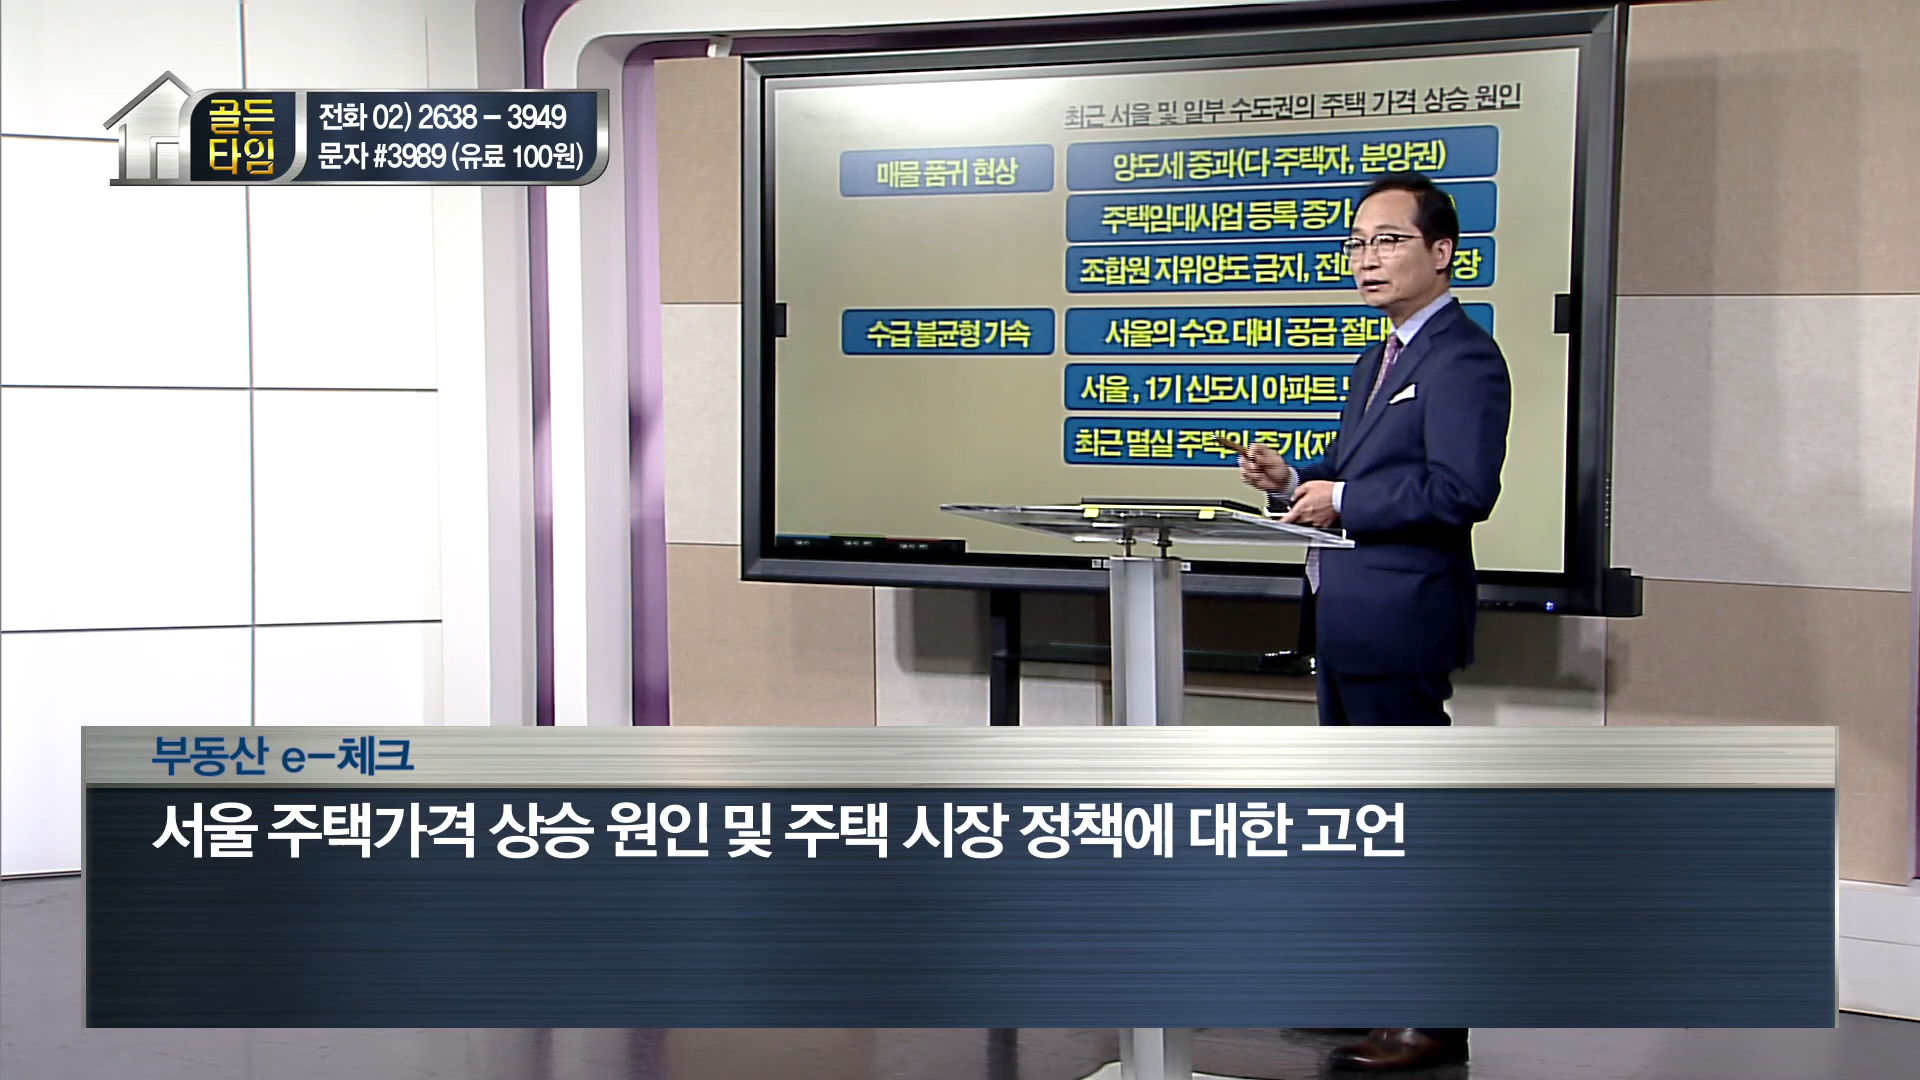 골든
타임
전화 02) 2638 - 3949
문자 #3989 (유료 100원)
최근 서울 및 일부 수도권의 주택 가격 상승 원인
매물 품귀 현상
양도세 중과(다 주택자, 분양권)
주택임대사업 등록 증가
조합원 지위양도 금지,
수급 불균형 가속
서울의 수요 대비 공급
서울 , 1기 신도시 아파트
최근 멸실 주택의 증가
부동산 e-체크
서울 주택가격 상승 원인 및 주택 시장 정책에 대한 고언